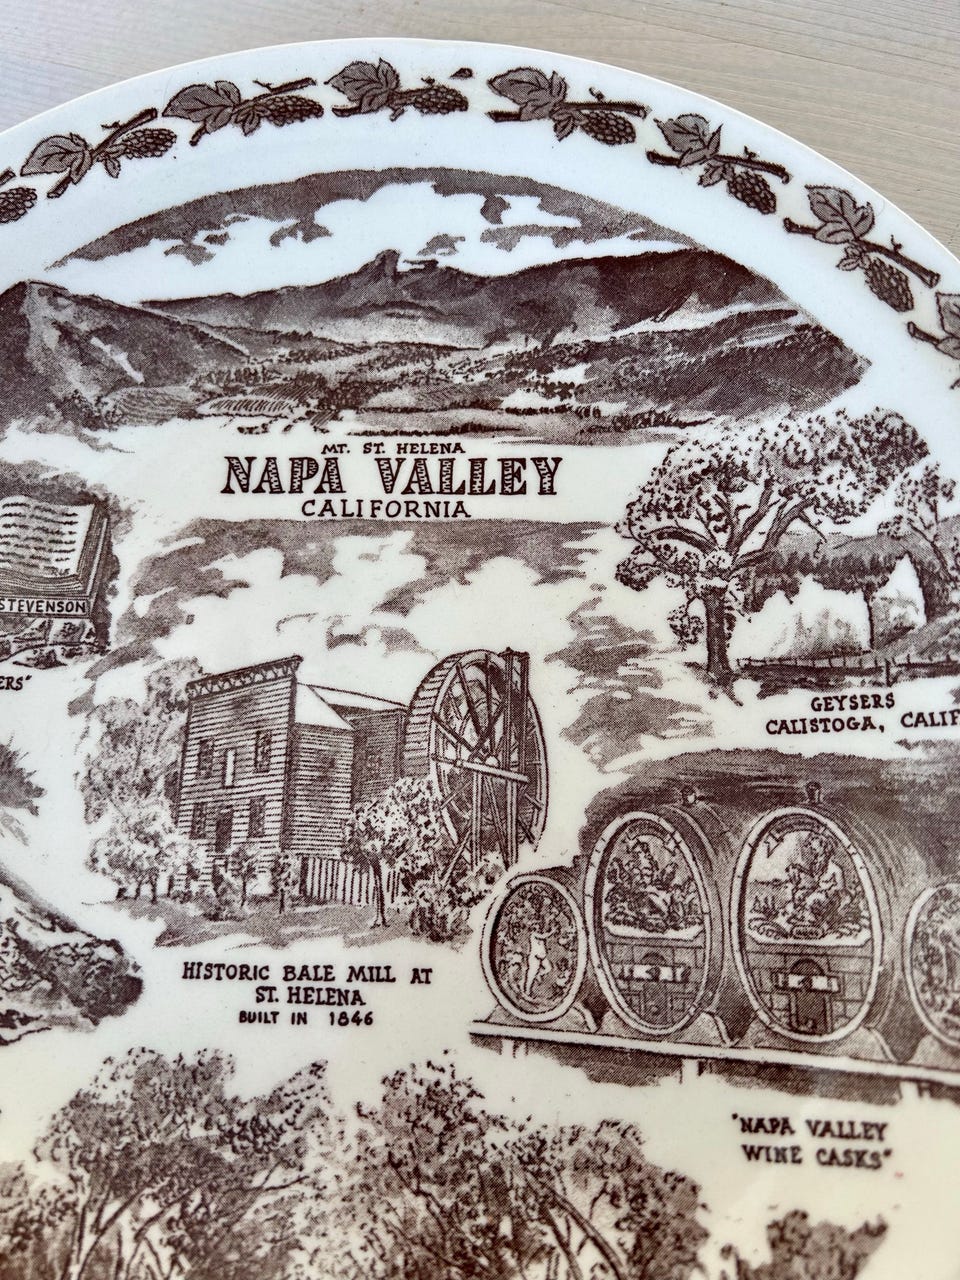 MT. ST. HELENA
NAPA VALLEY
CALIFORNIA
STEVENSON
ERS"
GEYSERS
CALISTOGA, CALIF
HISTORIC BALE MILL AT
ST. HELENA
BUILT IN 1846
"NAPA VALLEY
WINE CASKS"